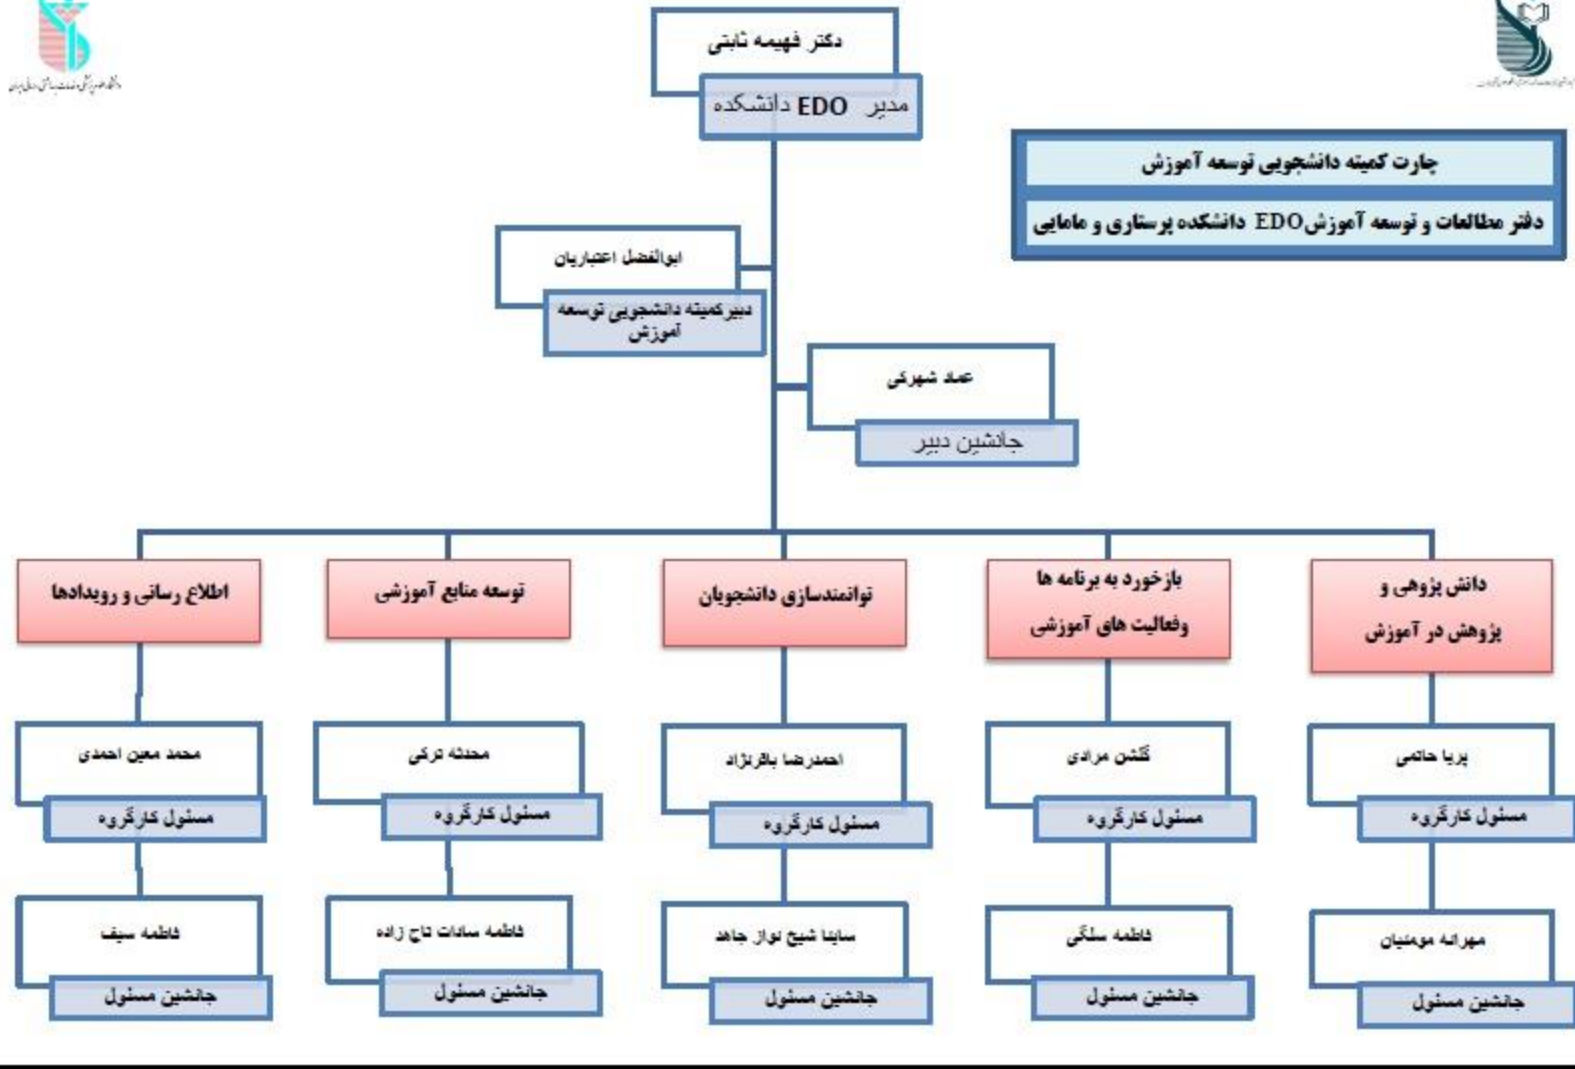 دکتر فهیمه ثابتی
مدیر EDO دانشکده
چارت کمیته دانشجویی توسعه آموزش
دفتر مطالعات و توسعه آموزش EDO دانشکده پرستاری و مامایی
ابوالفضل اعتباریان
دبیرکمیته دانشجویی توسعه
آموزش
عماد شهرکی
جانشین دبیر
دانش پژوهی و
پژوهش در آموزش
بازخورد به برنامه ها
وفعالیت های آموزشی
توانمندسازی دانشجویان
توسعه منابع آموزشی
اطلاع رسانی و رویدادها
پریا حاتمی
مسئول کارگروه
گلشن مرادی
مسئول کارگروه
احمدرضا باقرنژاد
مسئول کارگروه
محدثه ترکی
مسئول کارگروه
محمد معین احمدی
مسئول کارگروه
مهرانه مومنیان
جانشین مسئول
فاطمه سلگی
جانشین مسئول
ساینا شیخ نواز جاهد
جانشین مسئول
فاطمه سادات تاج زاده
جانشین مسئول
فاطمه سیف
جانشین مسئول